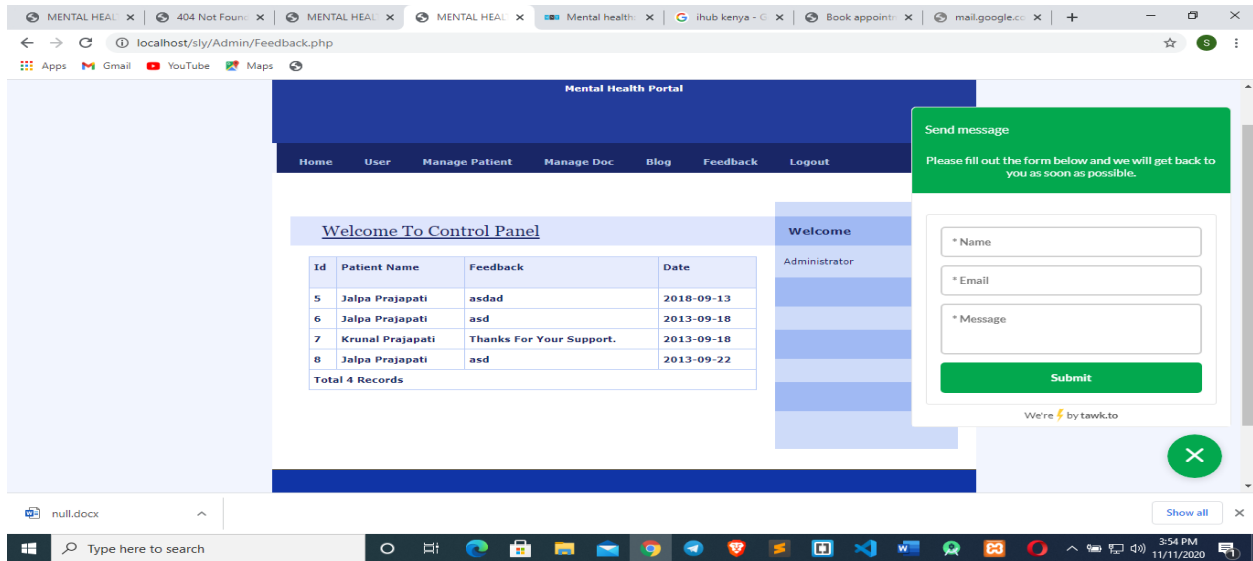 MENTAL HEAL
404 Not Found
MENTAL HEAL
MENTAL HEAL
Mental health
ihub kenya - G
Book appointm
mail.google.co
localhost/sly/Admin/Feedback.php
S
Apps Gmail YouTube Maps
Mental Health Portal
Home User Manage Patient Manage Doc Blog Feedback Logout
Welcome To Control Panel
Id Patient Name Feedback Date
5 Jalpa Prajapati asdad 2018-09-13
6 Jalpa Prajapati asd 2013-09-18
7 Krunal Prajapati Thanks For Your Support. 2013-09-18
8 Jalpa Prajapati asd 2013-09-22
Total 4 Records
Welcome
Administrator
Send message
Please fill out the form below and we will get back to
you as soon as possible.
* Name
* Email
* Message
Submit
We're ⚡ by tawk.to
null.docx
Show all
Type here to search
3:54 PM
11/11/2020